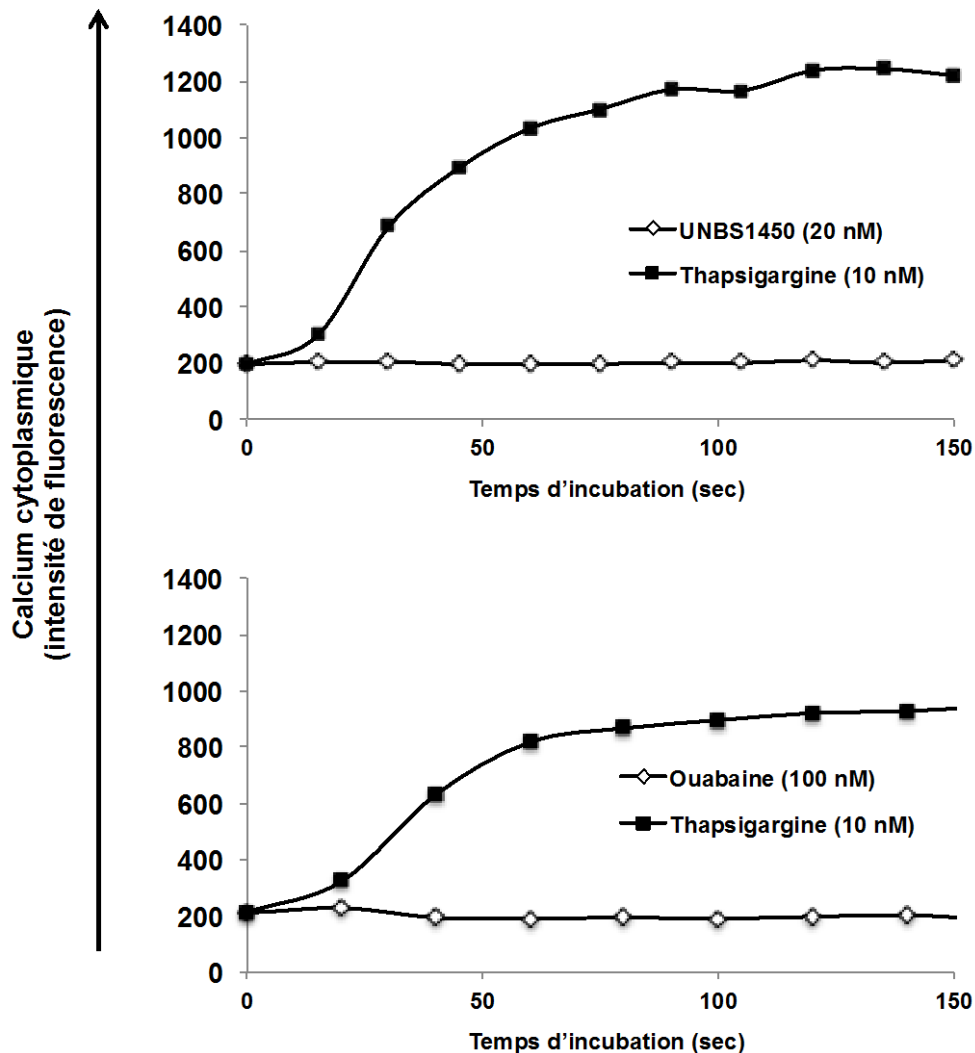 Calcium cytoplasmique
(intensité de fluorescence)
1400
1200
1000
800
600
400
200
0
UNBS1450 (20 nM)
Thapsigargine (10 nM)
0 50 100 150
Temps d’incubation (sec)
1400
1200
1000
800
600
400
200
0
Ouabaine (100 nM)
Thapsigargine (10 nM)
0 50 100 150
Temps d’incubation (sec)